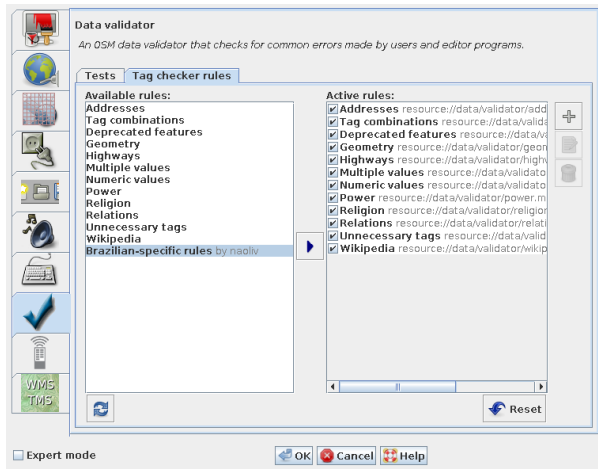 Data validator
An OSM data validator that checks for common errors made by users and editor programs.
Tests
Tag checker rules
Available rules:
Addresses
Tag combinations
Deprecated features
Geometry
Highways
Multiple values
Numeric values
Power
Religion
Relations
Unnecessary tags
Wikipedia
Brazilian-specific rules by naoliv
Active rules:
Addresses resource://data/validator/add
Tag combinations resource://data/valida
Deprecated features resource://data/va
Geometry resource://data/validator/geon
Highways resource://data/validator/highv
Multiple values resource://data/validato
Numeric values resource://data/validato
Power resource://data/validator/power.m
Religion resource://data/validator/religior
Relations resource://data/validator/relati
Unnecessary tags resource://data/valid
Wikipedia resource://data/validator/wikip
WMS
TMS
Reset
Expert mode
OK
Cancel
Help